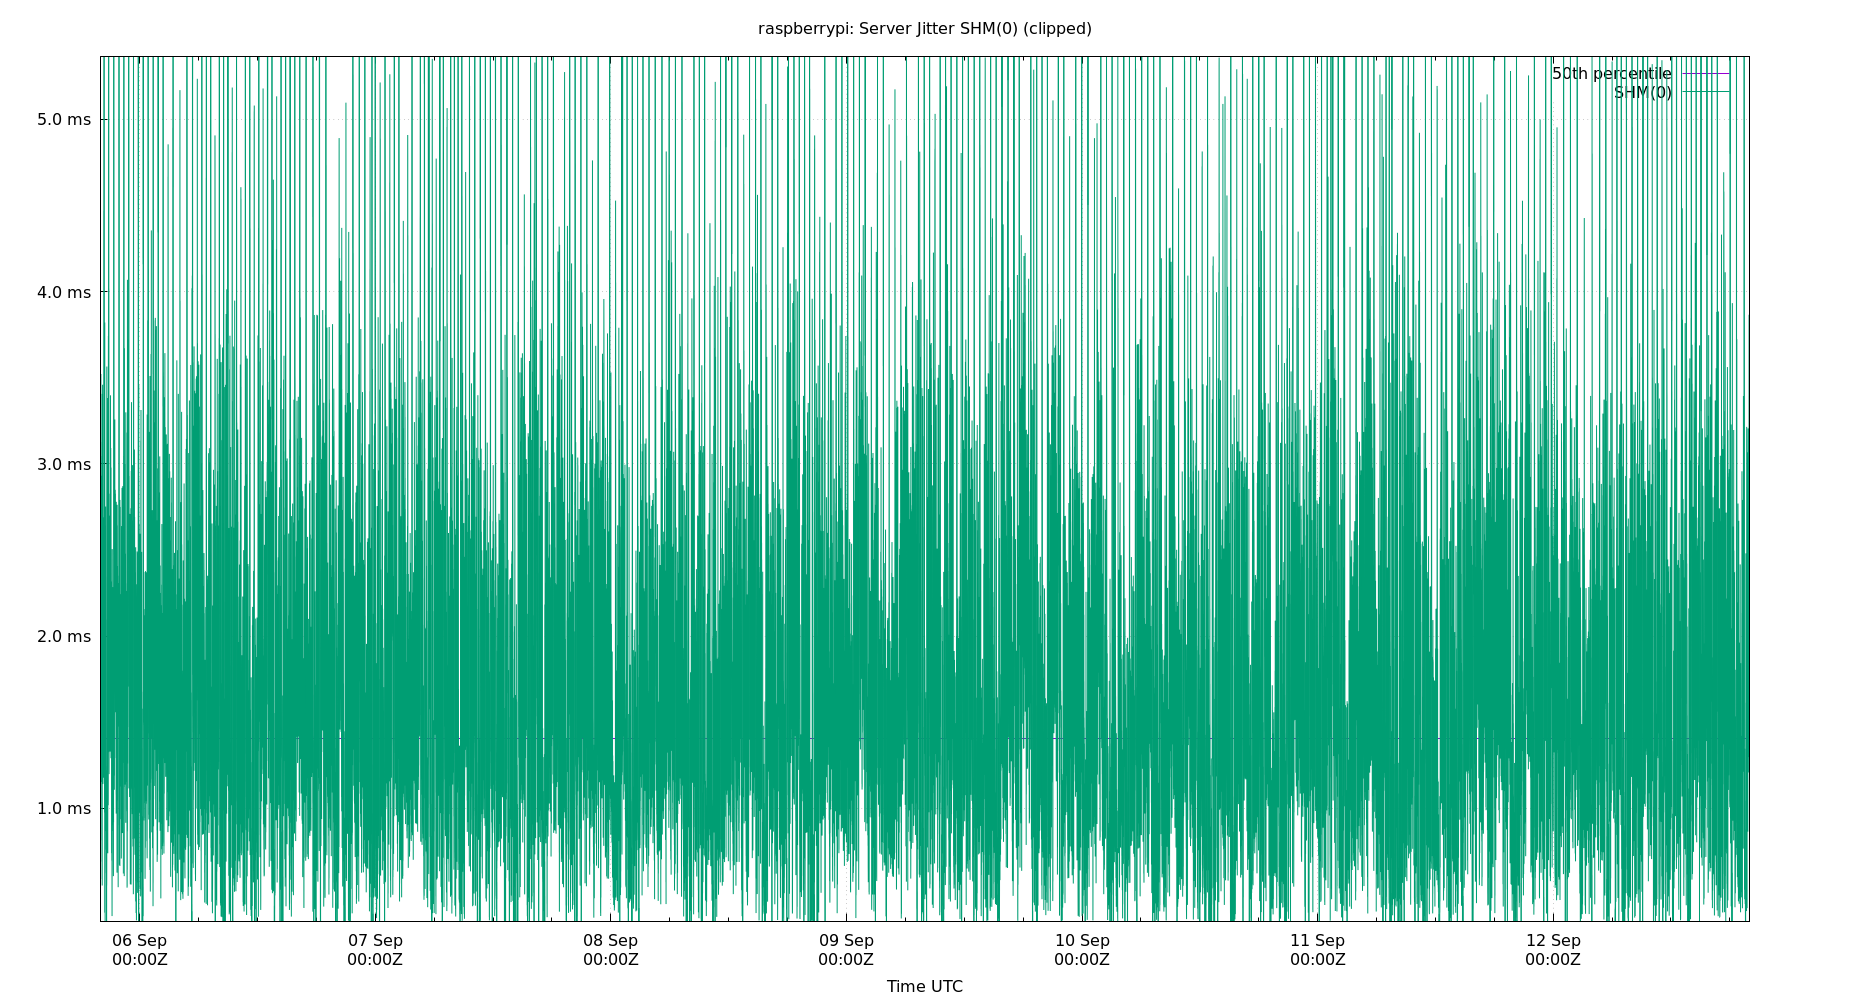 raspberrypi: Server Jitter SHM(0) (clipped)
50th percentile
SHM(0)
5.0 ms
4.0 ms
3.0 ms
2.0 ms
1.0 ms
06 Sep 07 Sep 08 Sep 09 Sep 10 Sep 11 Sep 12 Sep
00:00Z 00:00Z 00:00Z 00:00Z 00:00Z 00:00Z 00:00Z
Time UTC